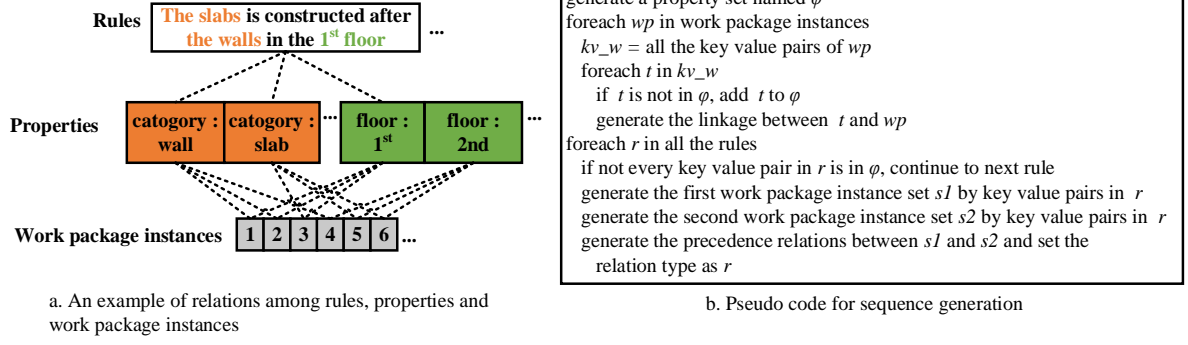 Rules
The slabs is constructed after
the walls in the 1st floor
...
Properties
catogory :
wall
catogory :
slab
...
floor :
1st
floor :
2nd
...
Work package instances
1 2 3 4 5 6 ...
a. An example of relations among rules, properties and
work package instances
generate a property set named φ
foreach wp in work package instances
kv_w = all the key value pairs of wp
foreach t in kv_w
if t is not in φ, add t to φ
generate the linkage between t and wp
foreach r in all the rules
if not every key value pair in r is in φ, continue to next rule
generate the first work package instance set s1 by key value pairs in r
generate the second work package instance set s2 by key value pairs in r
generate the precedence relations between s1 and s2 and set the
relation type as r
b. Pseudo code for sequence generation